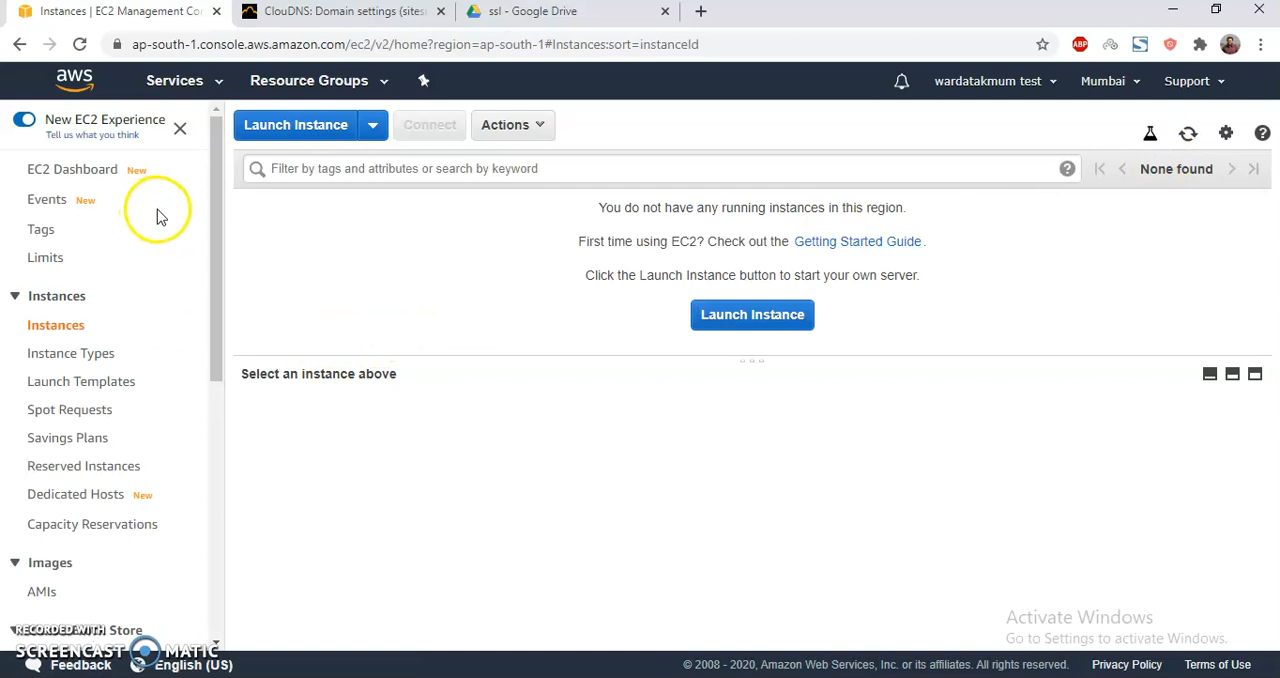 Instances | EC2 Management Co
ClouDNS: Domain settings (sites
ssl - Google Drive
ap-south-1.console.aws.amazon.com/ec2/v2/home?region=ap-south-1#Instances:sort=instanceId
ABP
aws
Services
Resource Groups
wardatakmum test
Mumbai
Support
New EC2 Experience
Tell us what you think
Launch Instance
Connect
Actions
Filter by tags and attributes or search by keyword
None found
EC2 Dashboard New
Events New
Tags
Limits
Instances
Instances
Instance Types
Launch Templates
Spot Requests
Savings Plans
Reserved Instances
Dedicated Hosts New
Capacity Reservations
Images
AMIs
Store
You do not have any running instances in this region.
First time using EC2? Check out the Getting Started Guide.
Click the Launch Instance button to start your own server.
Launch Instance
Select an instance above
Activate Windows
Go to Settings to activate Windows.
RECORDED WITH
SCREENCAST MATIC
Feedback
English (US)
© 2008 - 2020, Amazon Web Services, Inc. or its affiliates. All rights reserved.
Privacy Policy
Terms of Use